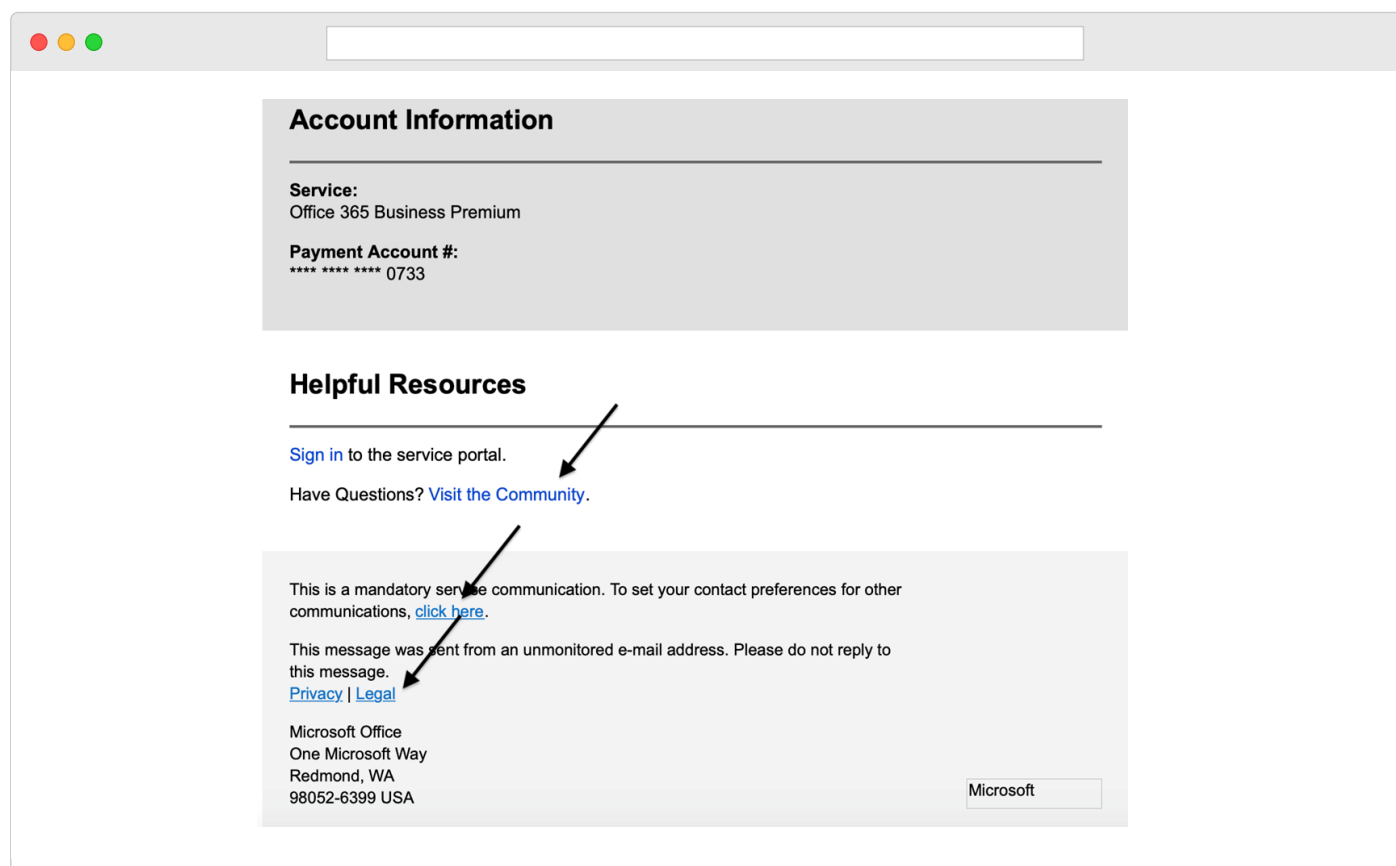 Account Information
Service:
Office 365 Business Premium
Payment Account #:
**** **** **** 0733
Helpful Resources
Sign in to the service portal.
Have Questions? Visit the Community.
This is a mandatory service communication. To set your contact preferences for other
communications, click here.
This message was sent from an unmonitored e-mail address. Please do not reply to
this message.
Privacy | Legal
Microsoft Office
One Microsoft Way
Redmond, WA
98052-6399 USA
Microsoft